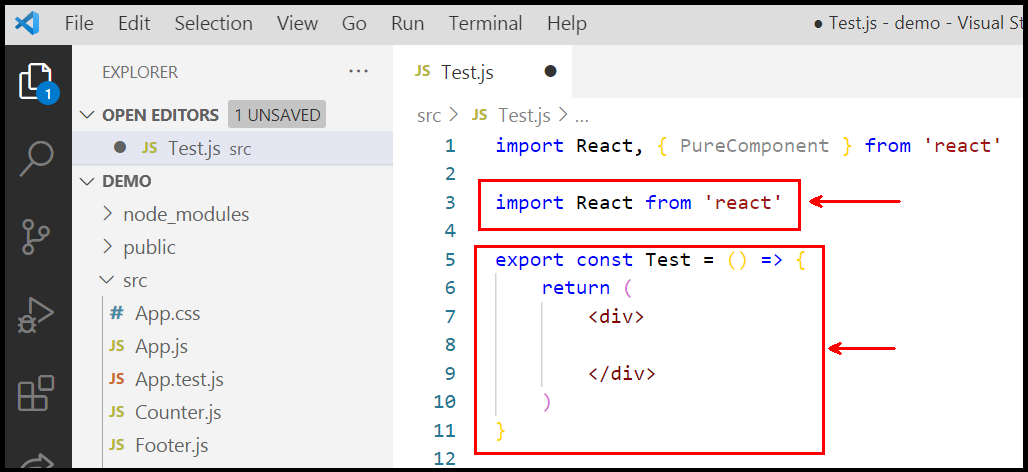 File Edit Selection View Go Run Terminal Help ● Test.js - demo - Visual St
EXPLORER ...
1
OPEN EDITORS 1 UNSAVED
● JS Test.js src
DEMO
node_modules
public
src
# App.css
JS App.js
JS App.test.js
JS Counter.js
JS Footer.js
JS Test.js ●
src > JS Test.js > ...
1 import React, { PureComponent } from 'react'
2
3 import React from 'react'
4
5 export const Test = () => {
6 return (
7 <div>
8
9 </div>
10 )
11 }
12